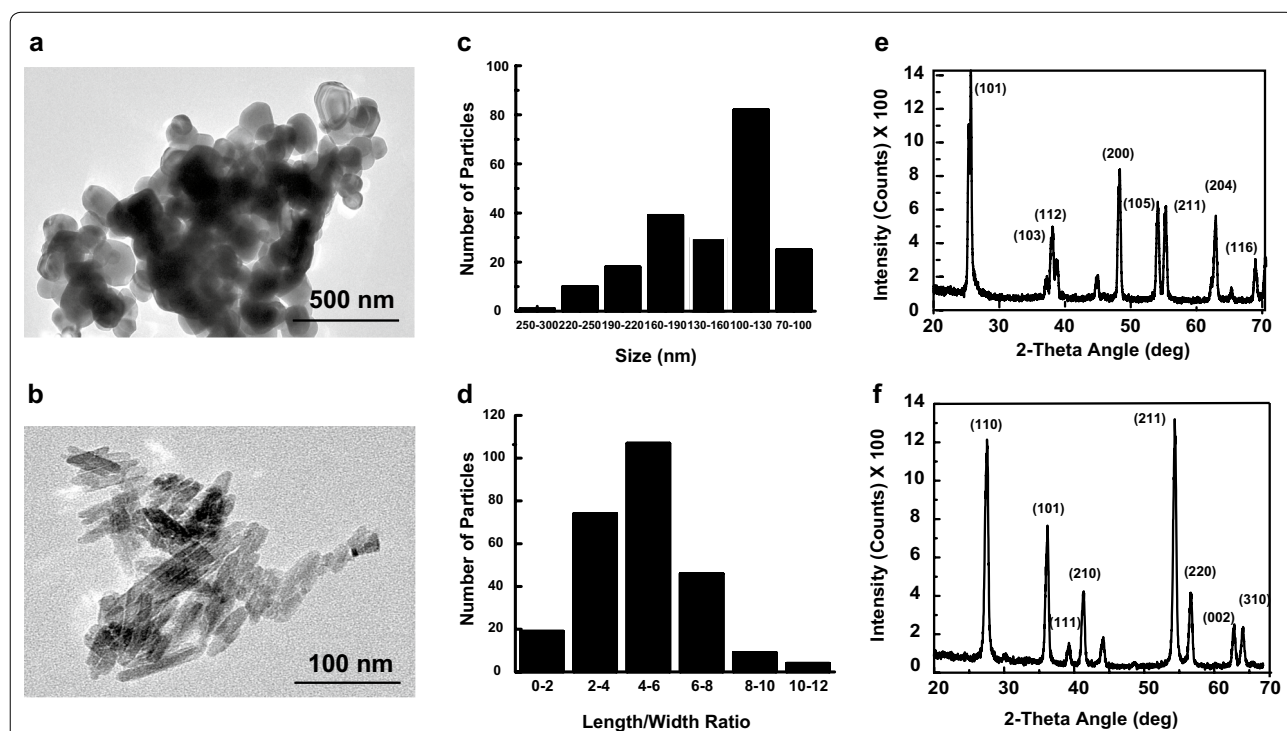 a
500 nm
b
100 nm
c
Number of Particles
100
80
60
40
20
0
250-300 220-250 190-220 160-190 130-160 100-130 70-100
Size (nm)
d
Number of Particles
120
100
80
60
40
20
0
0-2 2-4 4-6 6-8 8-10 10-12
Length/Width Ratio
e
Intensity (Counts) X 100
14
12
10
8
6
4
2
0
(101)
(200)
(204)
(112)
(105)
(211)
(103)
(116)
20 30 40 50 60 70
2-Theta Angle (deg)
f
Intensity (Counts) X 100
14
12
10
8
6
4
2
0
(211)
(110)
(101)
(210)
(220)
(111)
(002)
(310)
20 30 40 50 60 70
2-Theta Angle (deg)